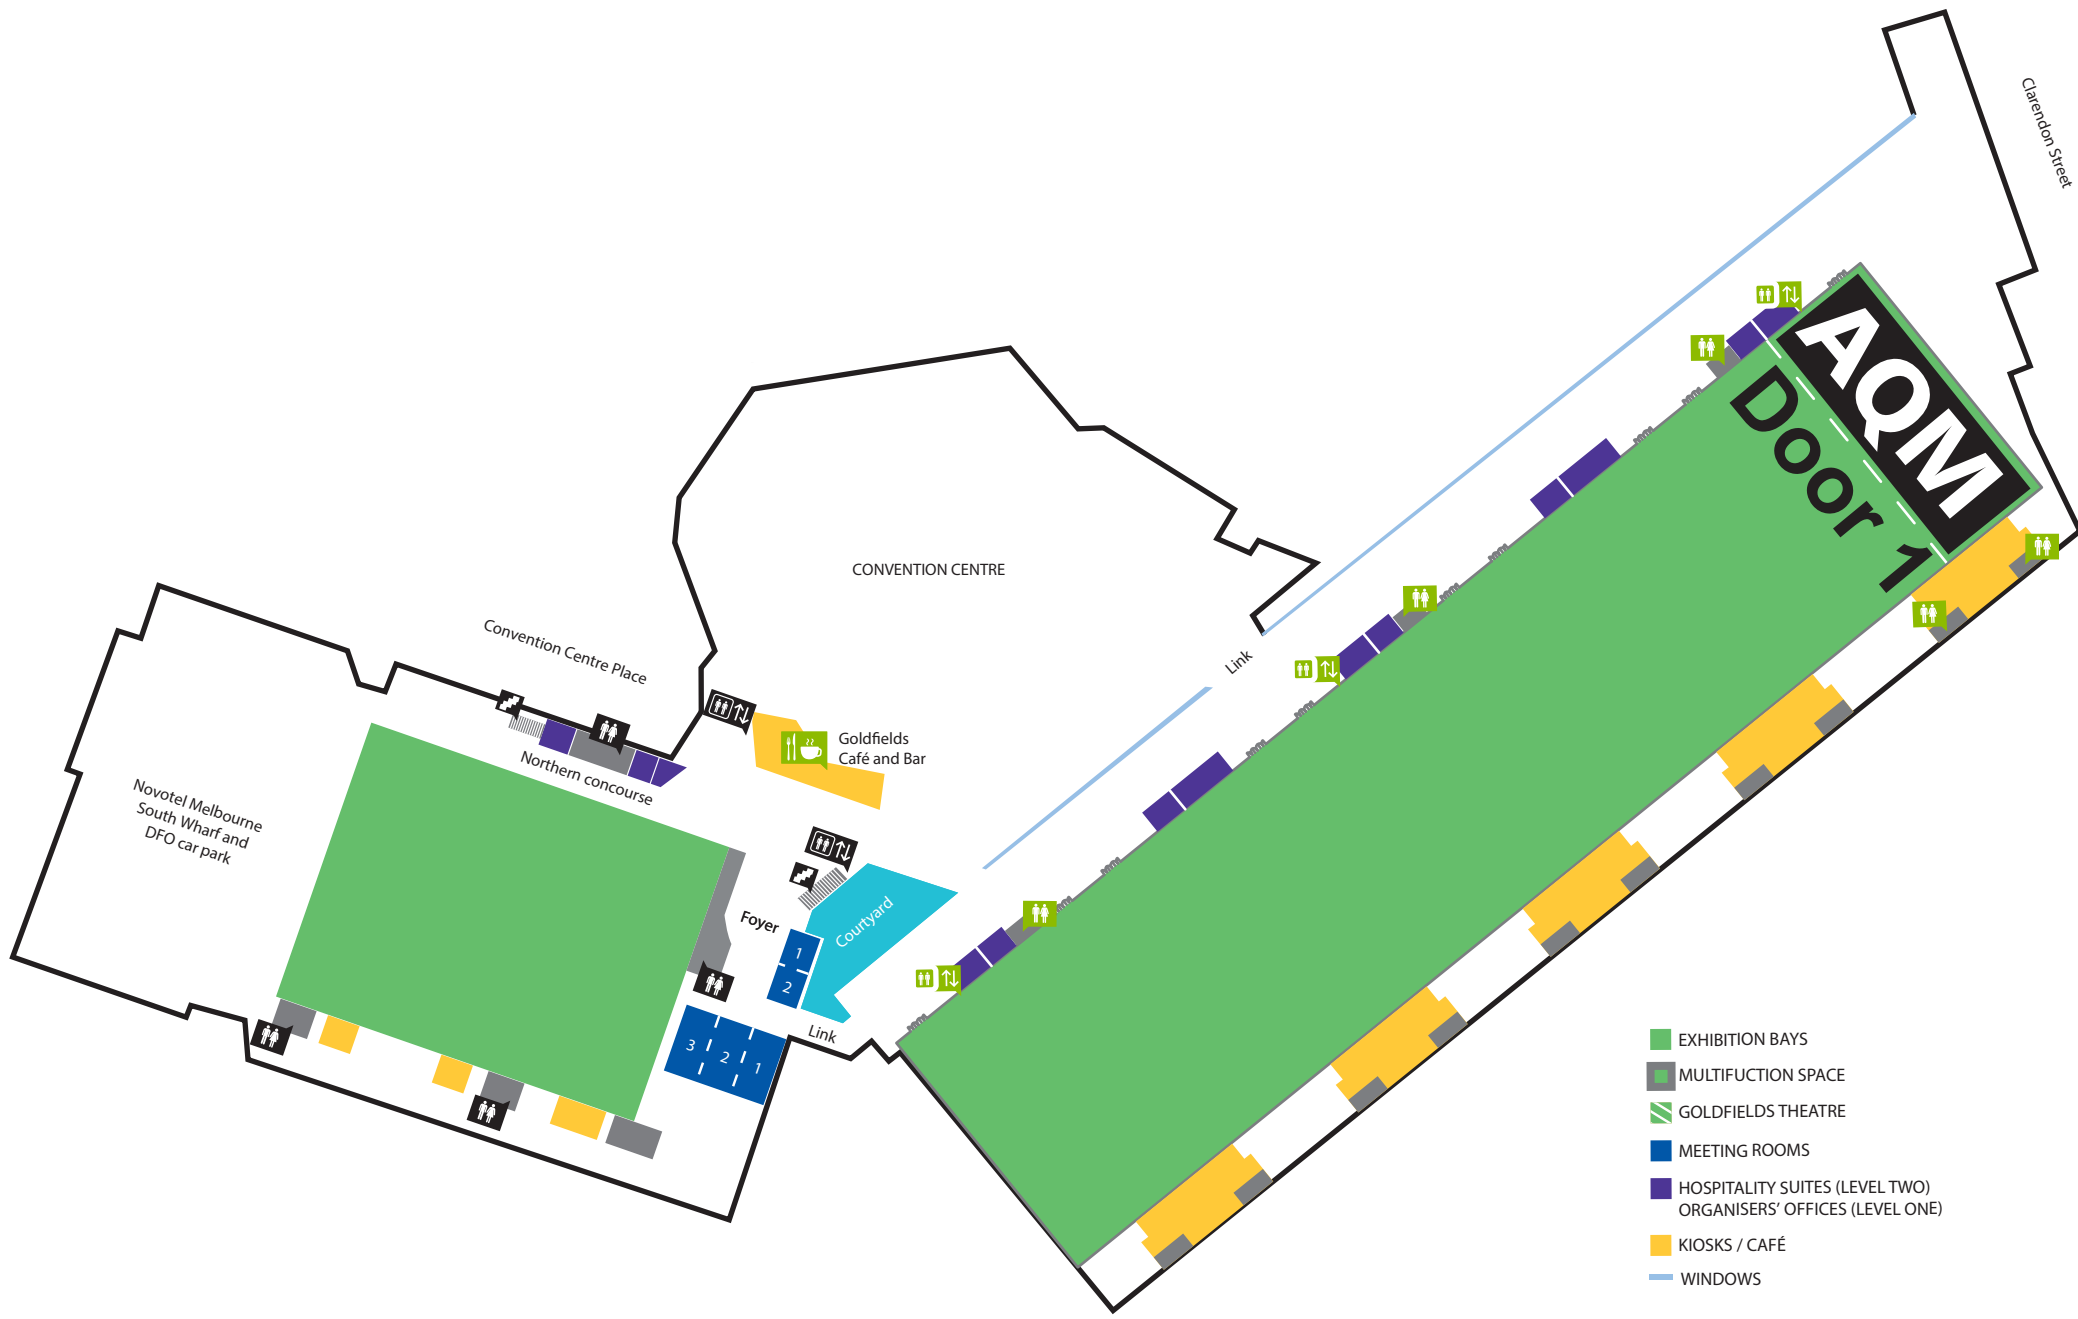 Clarendon Street
AQM
Door 1
CONVENTION CENTRE
Convention Centre Place
Link
Northern concourse
Goldfields
Café and Bar
Novotel Melbourne
South Wharf and
DFO car park
Foyer
Courtyard
1
2
Link
3
2
1
EXHIBITION BAYS
MULTIFUCTION SPACE
GOLDFIELDS THEATRE
MEETING ROOMS
HOSPITALITY SUITES (LEVEL TWO)
ORGANISERS’ OFFICES (LEVEL ONE)
KIOSKS / CAFÉ
WINDOWS